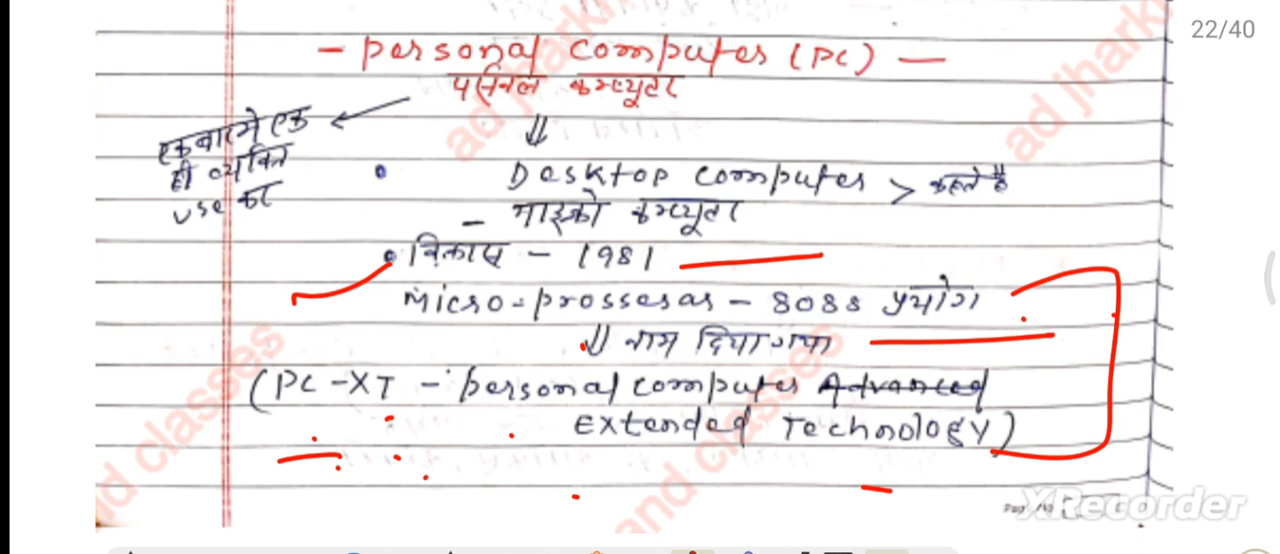 22/40
- Personal Computer (PC) -
पर्सनल कम्प्यूटर
एक बार में एक
ही व्यक्ति
use कर
Desktop Computer > कहते है
- माइक्रो कम्प्यूटर
विकास - 1981
Micro-prossesar - 8088 प्रयोग
⇓ नाम दिया गया
(PC-XT - Personal Computer Advanced
Extended Technology)
XRecorder